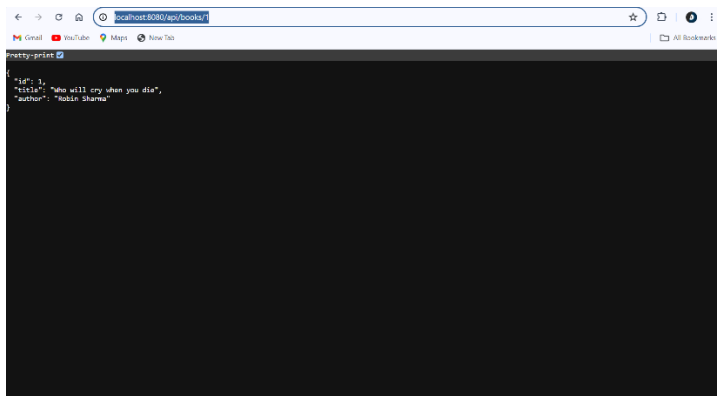 localhost:8080/api/books/1
Gmail YouTube Maps New Tab All Bookmarks
Pretty-print
{
"id": 1,
"title": "Who will cry when you die",
"author": "Robin Sharma"
}